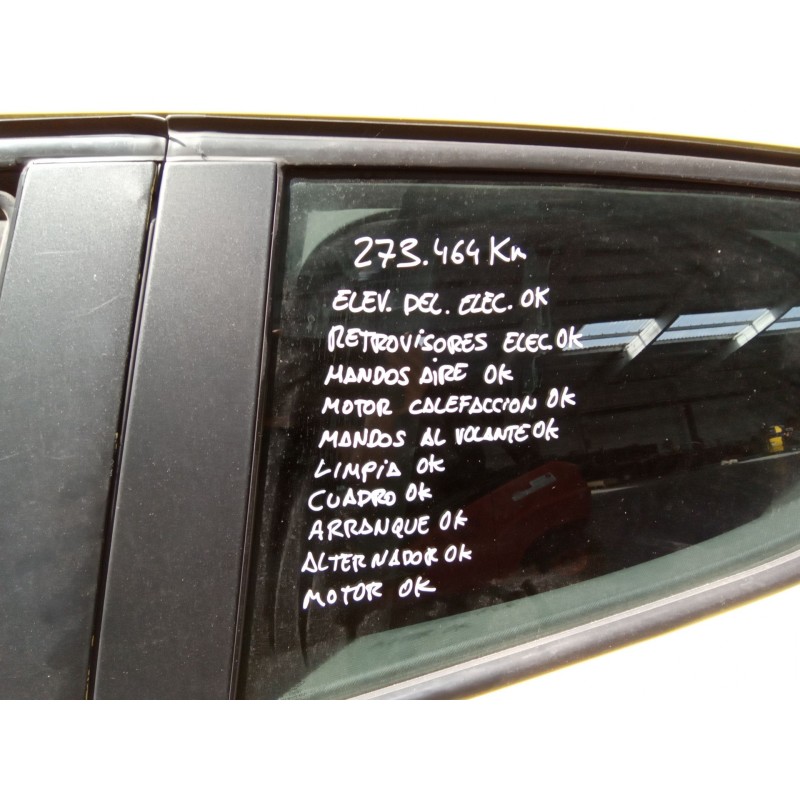 273.464 Km
ELEV. DEL. ELEC. OK
RETROVISORES ELEC. OK
MANDOS AIRE OK
MOTOR CALEFACCION OK
MANDOS AL VOLANTE OK
LIMPIA OK
CUADRO OK
ARRANQUE OK
ALTERNADOR OK
MOTOR OK